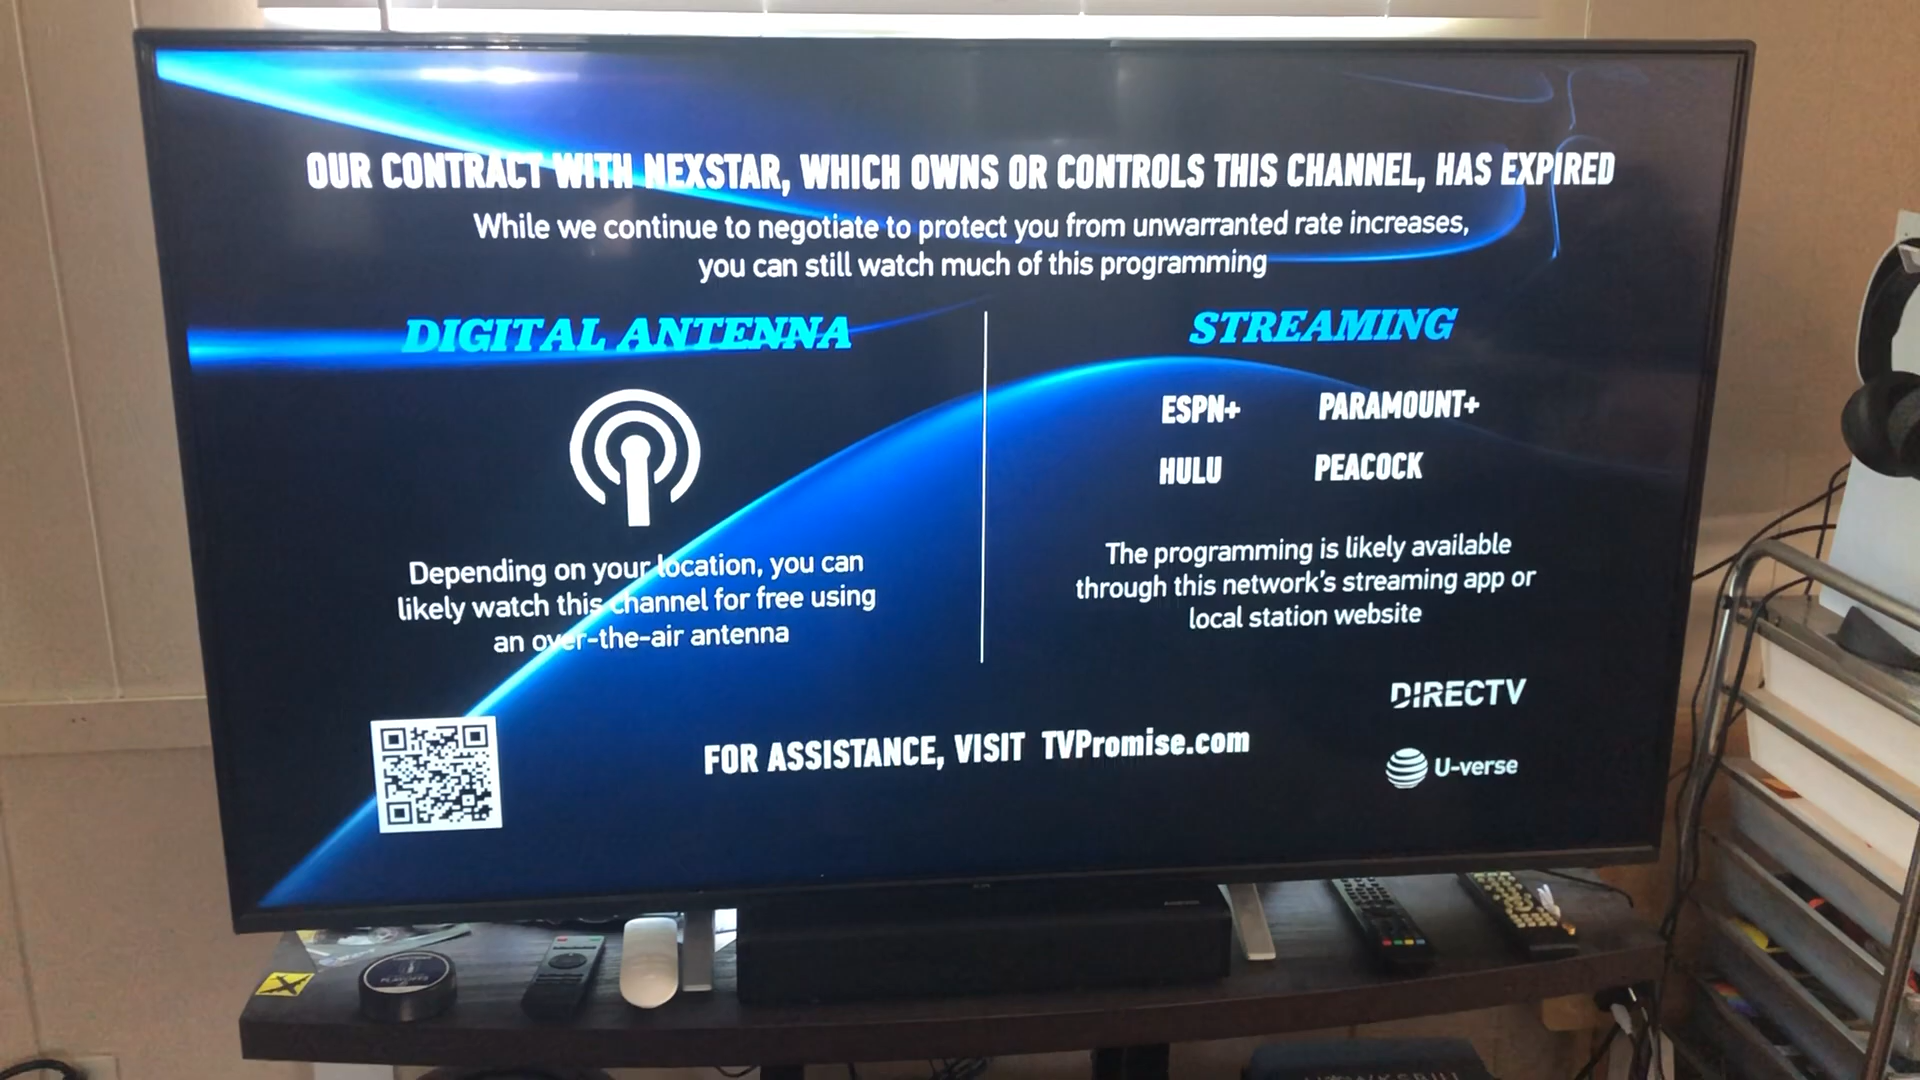 OUR CONTRACT WITH NEXSTAR, WHICH OWNS OR CONTROLS THIS CHANNEL, HAS EXPIRED
While we continue to negotiate to protect you from unwarranted rate increases,
you can still watch much of this programming
DIGITAL ANTENNA
Depending on your location, you can
likely watch this channel for free using
an over-the-air antenna
STREAMING
ESPN+ PARAMOUNT+
HULU PEACOCK
The programming is likely available
through this network's streaming app or
local station website
FOR ASSISTANCE, VISIT TVPromise.com
DIRECTV
U-verse